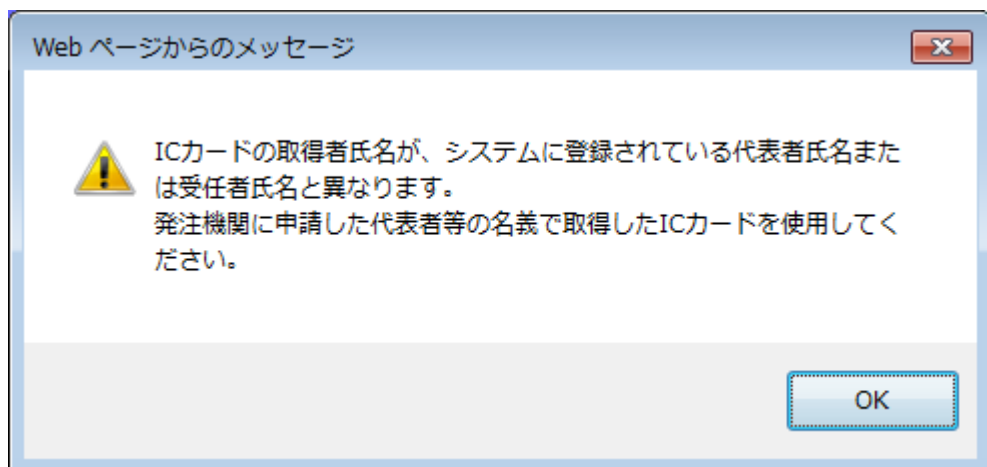 Web ページからのメッセージ
ICカードの取得者氏名が、システムに登録されている代表者氏名また
は受任者氏名と異なります。
発注機関に申請した代表者等の名義で取得したICカードを使用してく
ださい。
OK